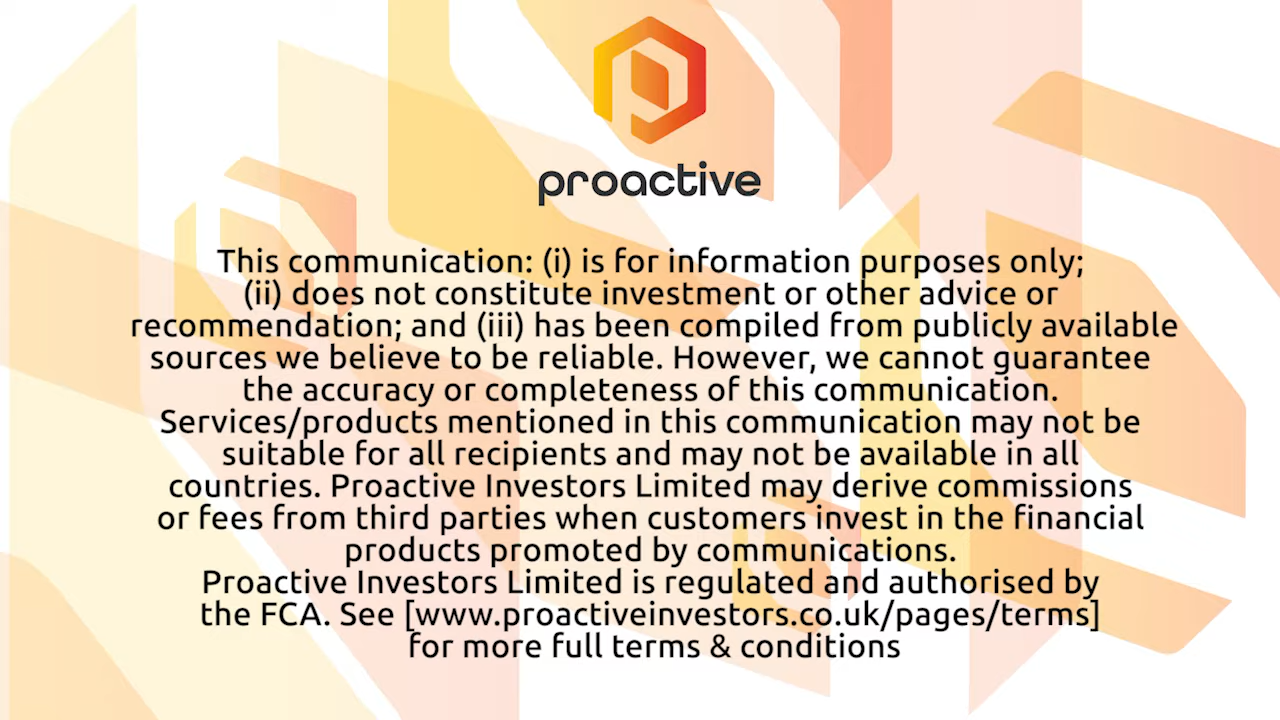 proactive
This communication: (i) is for information purposes only;
(ii) does not constitute investment or other advice or
recommendation; and (iii) has been compiled from publicly available
sources we believe to be reliable. However, we cannot guarantee
the accuracy or completeness of this communication.
Services/products mentioned in this communication may not be
suitable for all recipients and may not be available in all
countries. Proactive Investors Limited may derive commissions
or fees from third parties when customers invest in the financial
products promoted by communications.
Proactive Investors Limited is regulated and authorised by
the FCA. See [www.proactiveinvestors.co.uk/pages/terms]
for more full terms & conditions